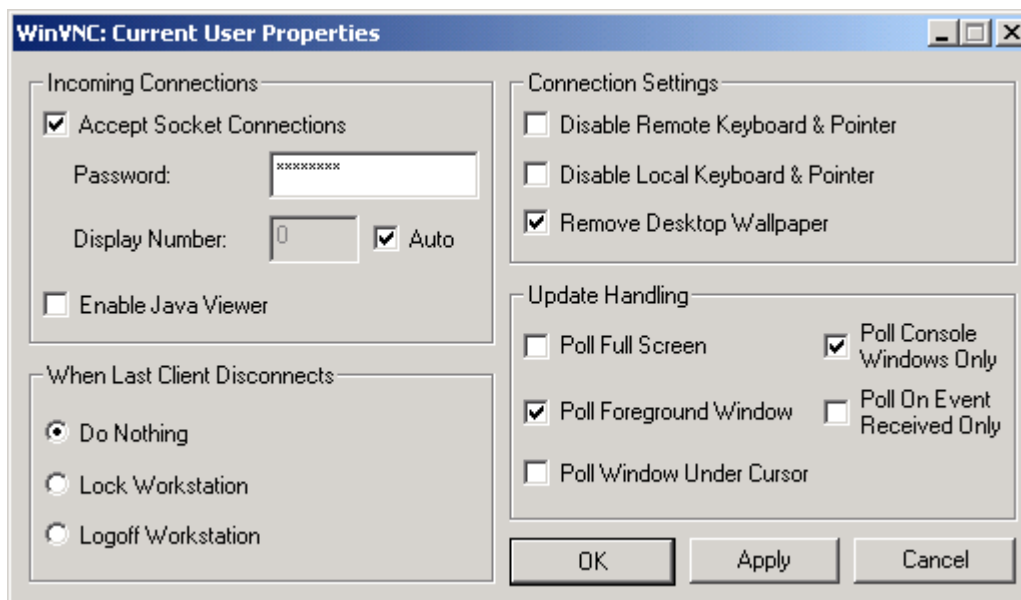 WinVNC: Current User Properties
Incoming Connections
Accept Socket Connections
Password: xxxxxxxx
Display Number: 0 Auto
Enable Java Viewer
When Last Client Disconnects
Do Nothing
Lock Workstation
Logoff Workstation
Connection Settings
Disable Remote Keyboard & Pointer
Disable Local Keyboard & Pointer
Remove Desktop Wallpaper
Update Handling
Poll Full Screen
Poll Console
Windows Only
Poll Foreground Window
Poll On Event
Received Only
Poll Window Under Cursor
OK Apply Cancel